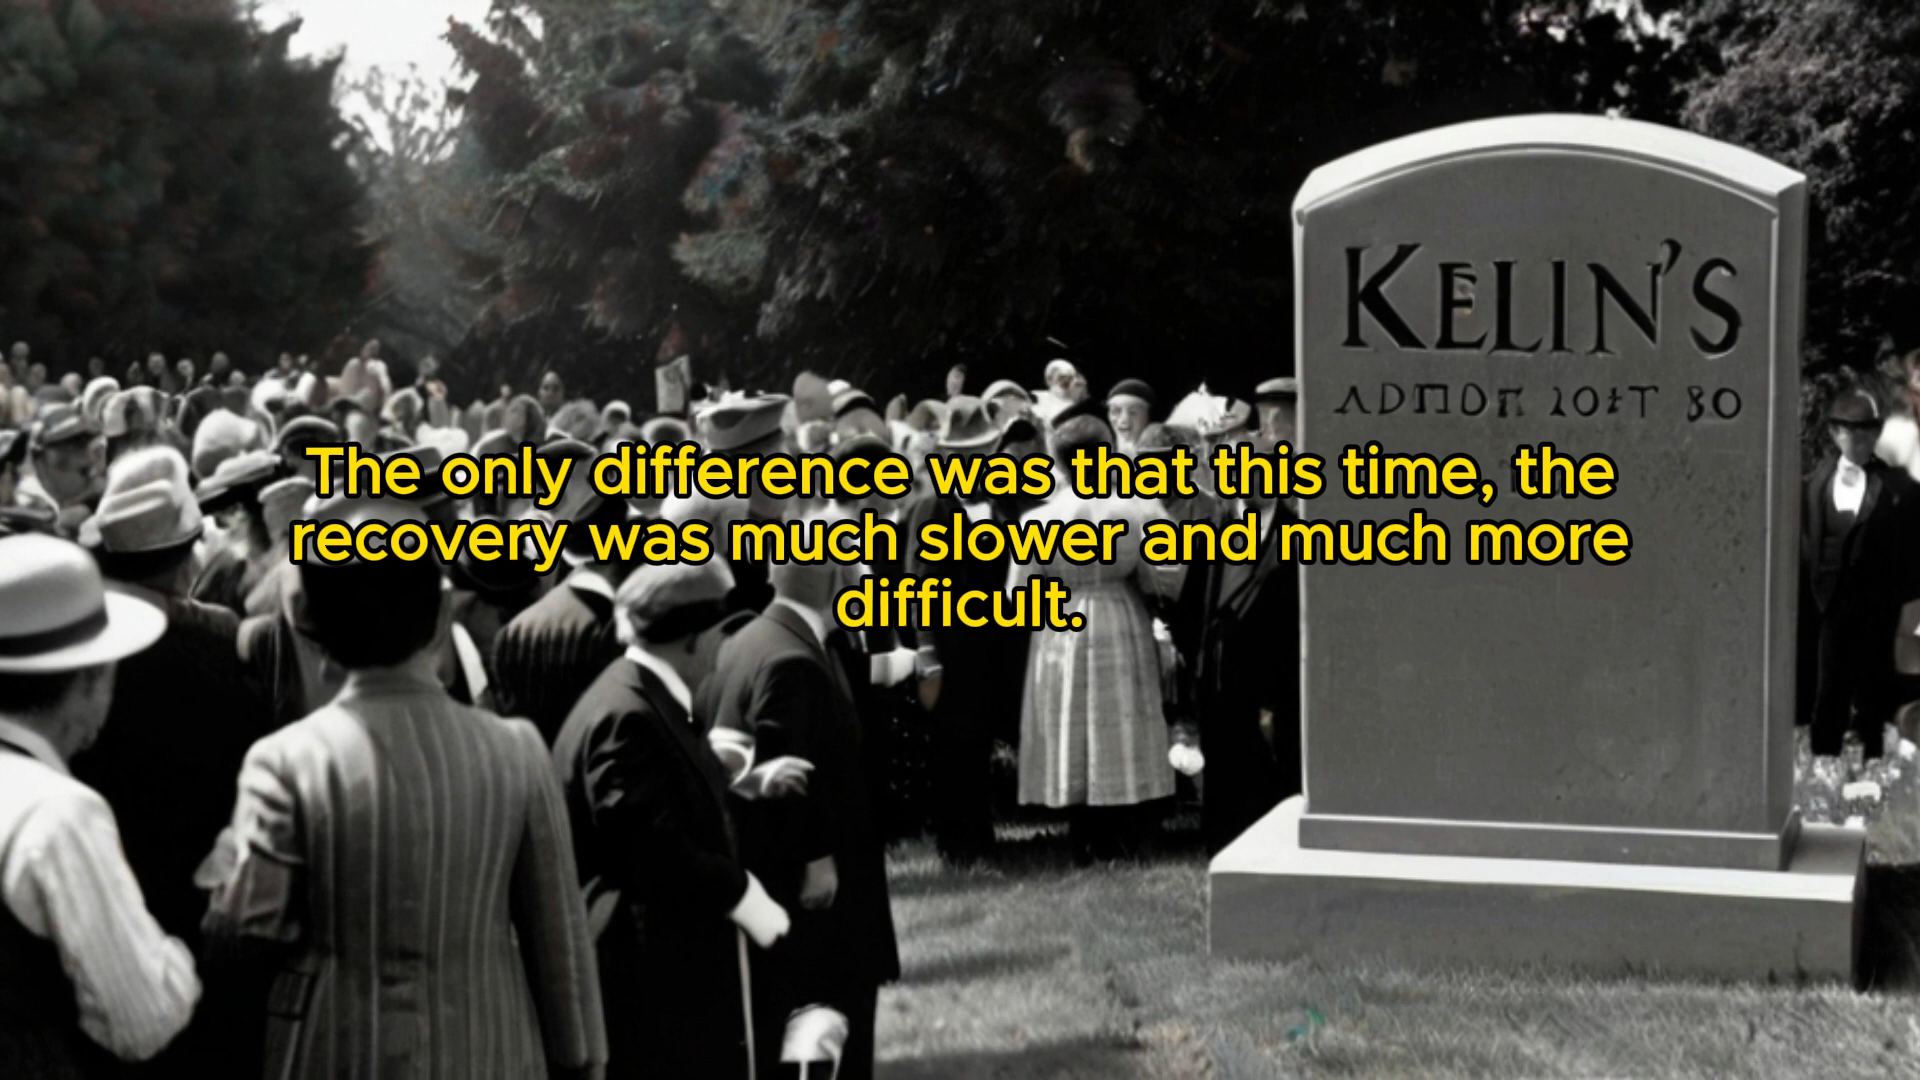 KELIN'S
The only difference was that this time, the
recovery was much slower and much more
difficult.